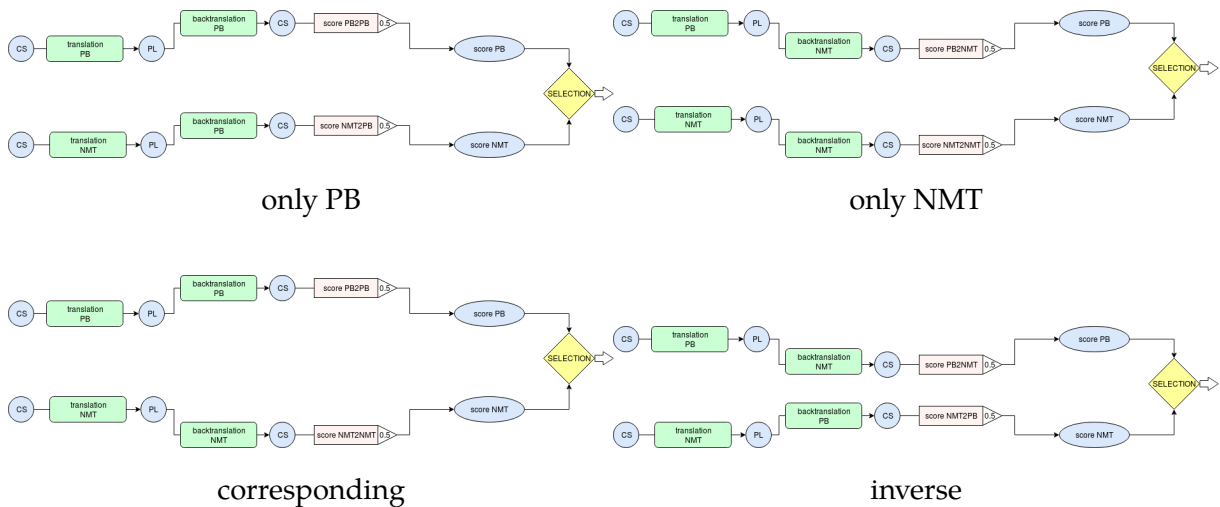 backtranslation
PB
CS
score PB2PB
0.5
CS
translation
PB
PL
score PB
SELECTION
backtranslation
PB
CS
score NMT2PB
0.5
CS
translation
NMT
PL
score NMT
only PB
CS
translation
PB
PL
score PB
backtranslation
NMT
CS
score PB2NMT
0.5
SELECTION
CS
translation
NMT
PL
score NMT
backtranslation
NMT
CS
score NMT2NMT
0.5
only NMT
backtranslation
PB
CS
score PB2PB
0.5
CS
translation
PB
PL
score PB
SELECTION
CS
translation
NMT
PL
score NMT
backtranslation
NMT
CS
score NMT2NMT
0.5
corresponding
CS
translation
PB
PL
score PB
backtranslation
NMT
CS
score PB2NMT
0.5
SELECTION
backtranslation
PB
CS
score NMT2PB
0.5
CS
translation
NMT
PL
score NMT
inverse